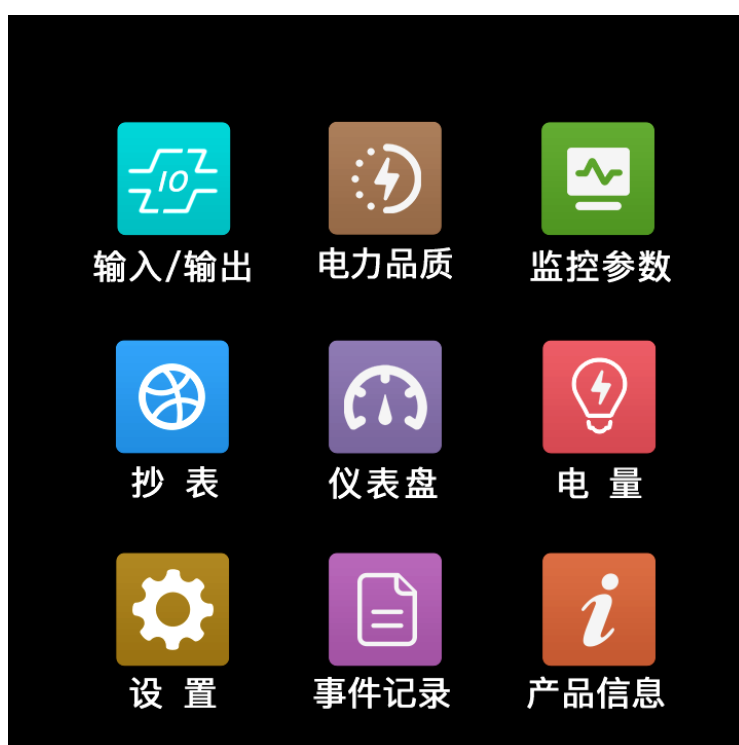 IO
输入/输出
电力品质
监控参数
抄 表
仪表盘
电 量
设 置
事件记录
i
产品信息